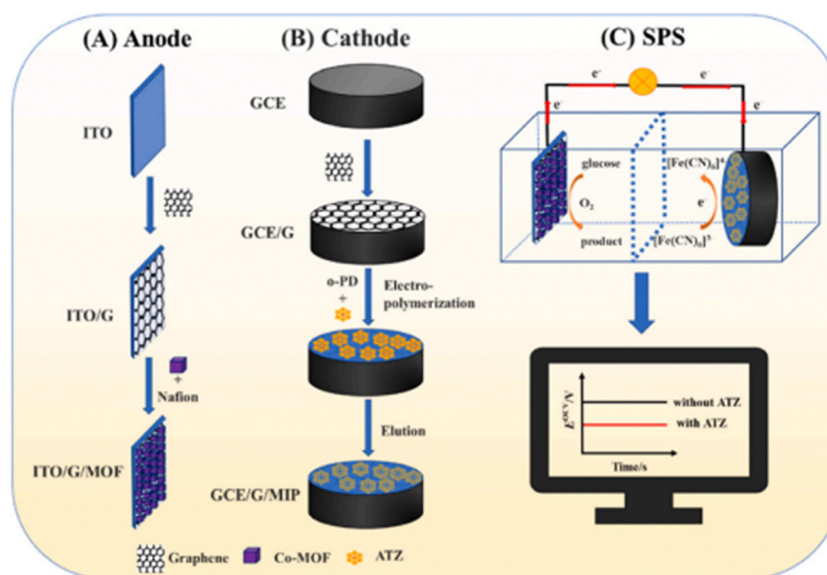 (A) Anode
ITO
ITO/G
+
Nafion
ITO/G/MOF
(B) Cathode
GCE
GCE/G
o-PD
+
Electro-
polymerization
Elution
GCE/G/MIP
(C) SPS
e⁻
e⁻
e⁻
e⁻
glucose
O₂
product
[Fe(CN)₆]⁴
e⁻
[Fe(CN)₆]³
E^OCV/V
without ATZ
with ATZ
Time/s
Graphene
Co-MOF
ATZ